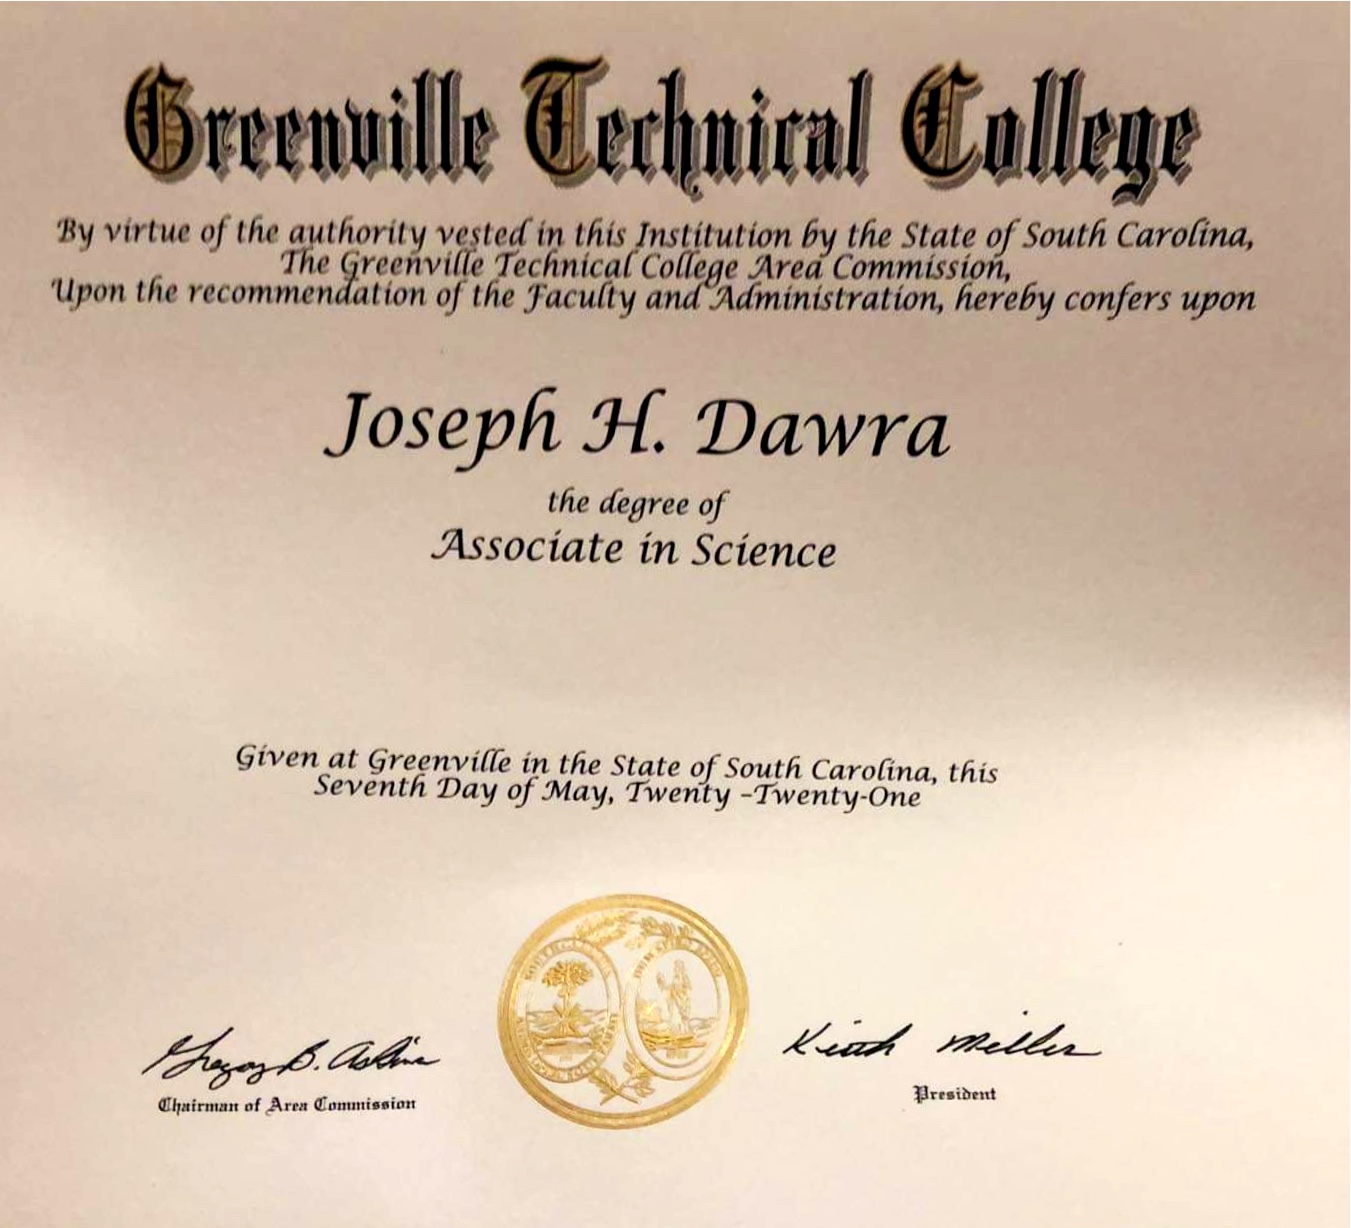 Greenville Technical College
By virtue of the authority vested in this Institution by the State of South Carolina,
The Greenville Technical College Area Commission,
Upon the recommendation of the Faculty and Administration, hereby confers upon
Joseph H. Dawra
the degree of
Associate in Science
Given at Greenville in the State of South Carolina, this
Seventh Day of May, Twenty -Twenty-One
Keith Miller
Chairman of Area Commission
President